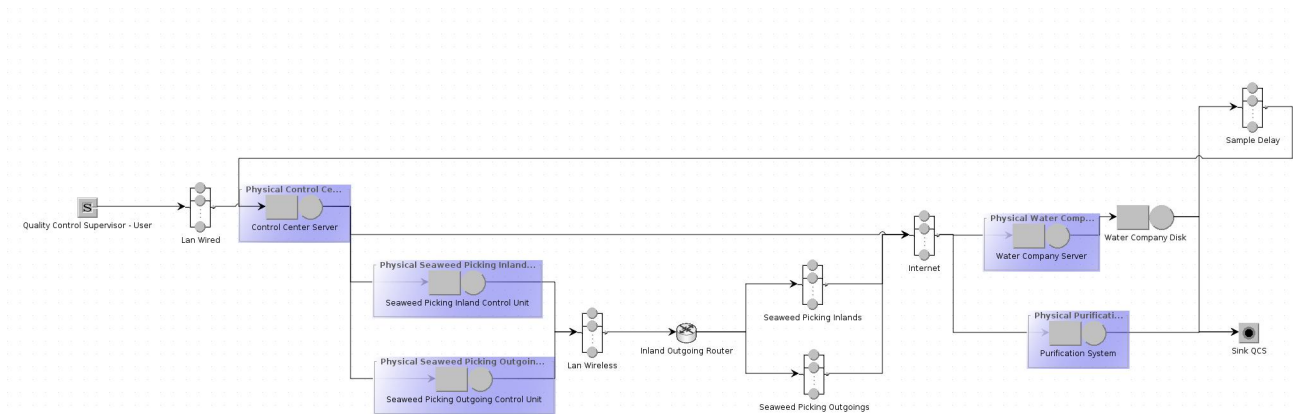 Sample Delay
Physical Control Ce...
S
Quality Control Supervisor - User
Lan Wired
Control Center Server
Physical Water Comp...
Water Company Disk
Internet
Water Company Server
Physical Seaweed Picking Inland...
Seaweed Picking Inland Control Unit
Seaweed Picking Inlands
Physical Purificati...
Lan Wireless
Inland Outgoing Router
Purification System
Sink QCS
Physical Seaweed Picking Outgoin...
Seaweed Picking Outgoing Control Unit
Seaweed Picking Outgoings